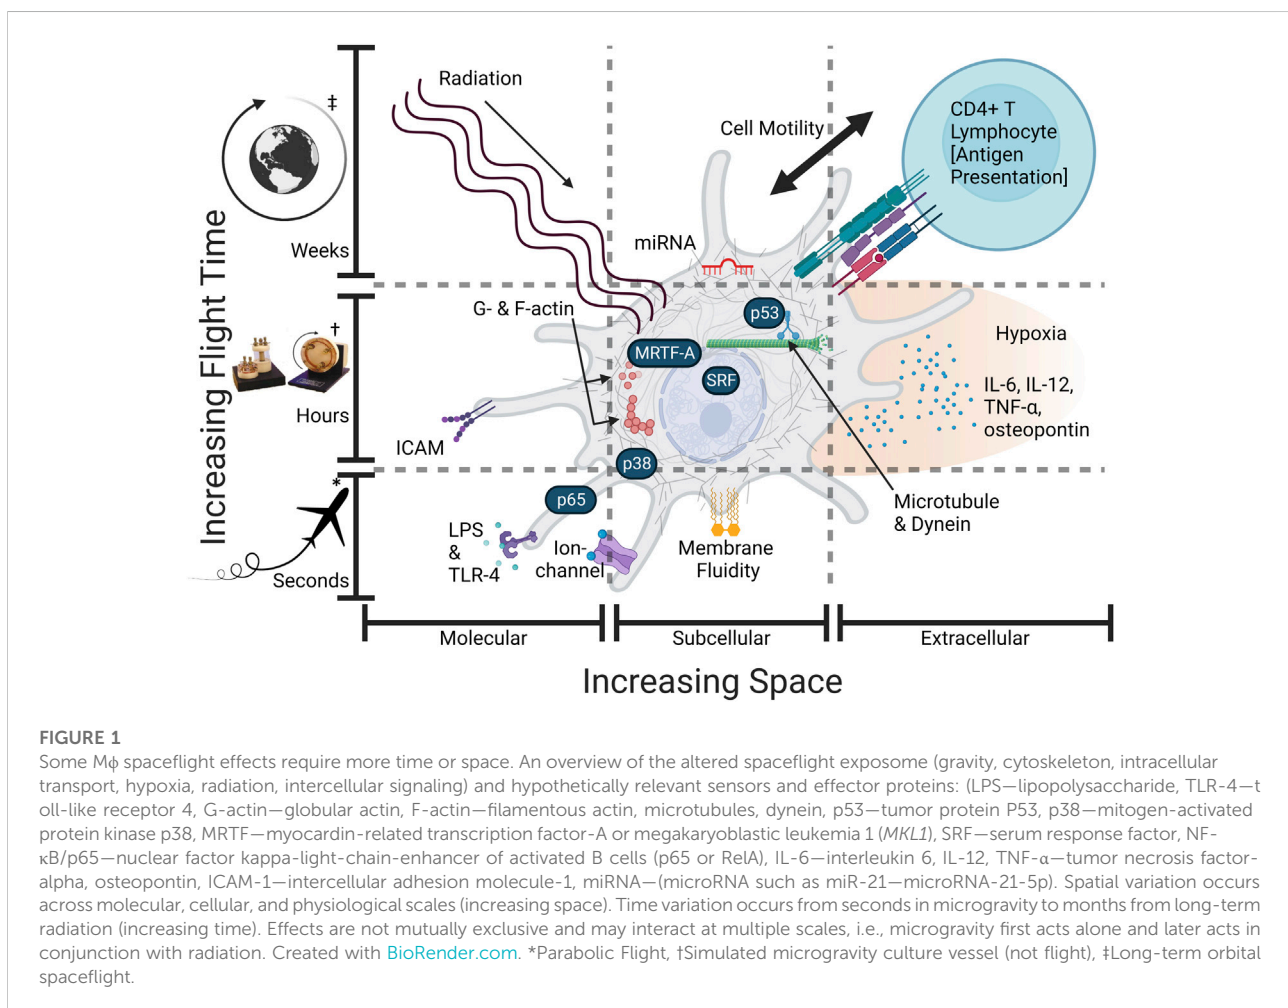 Radiation
‡
Cell Motility
CD4+ T
Lymphocyte
[Antigen
Presentation]
miRNA
Weeks
Increasing Flight Time
G- & F-actin
†
p53
MRTF-A
SRF
Hypoxia
IL-6, IL-12,
TNF-α,
osteopontin
Hours
ICAM
p38
*
p65
Microtubule
& Dynein
LPS
&
TLR-4
Ion-
channel
Membrane
Fluidity
Seconds
Molecular
Subcellular
Extracellular
Increasing Space
FIGURE 1
Some Mϕ spaceflight effects require more time or space. An overview of the altered spaceflight exposome (gravity, cytoskeleton, intracellular
transport, hypoxia, radiation, intercellular signaling) and hypothetically relevant sensors and effector proteins: (LPS—lipopolysaccharide, TLR-4—t
oll-like receptor 4, G-actin—globular actin, F-actin—filamentous actin, microtubules, dynein, p53—tumor protein P53, p38—mitogen-activated
protein kinase p38, MRTF—myocardin-related transcription factor-A or megakaryoblastic leukemia 1 (MKL1), SRF—serum response factor, NF-
κB/p65—nuclear factor kappa-light-chain-enhancer of activated B cells (p65 or RelA), IL-6—interleukin 6, IL-12, TNF-α—tumor necrosis factor-
alpha, osteopontin, ICAM-1—intercellular adhesion molecule-1, miRNA—(microRNA such as miR-21—microRNA-21-5p). Spatial variation occurs
across molecular, cellular, and physiological scales (increasing space). Time variation occurs from seconds in microgravity to months from long-term
radiation (increasing time). Effects are not mutually exclusive and may interact at multiple scales, i.e., microgravity first acts alone and later acts in
conjunction with radiation. Created with BioRender.com. *Parabolic Flight, †Simulated microgravity culture vessel (not flight), ‡Long-term orbital
spaceflight.